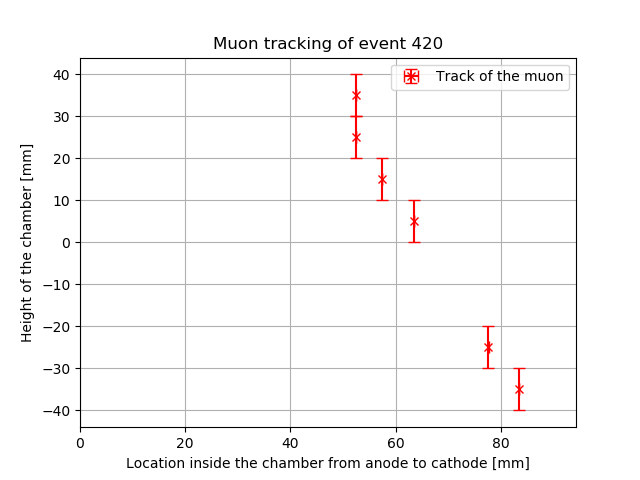 Muon tracking of event 420
Track of the muon
40
30
20
10
0
−10
−20
−30
−40
Height of the chamber [mm]
0 20 40 60 80
Location inside the chamber from anode to cathode [mm]